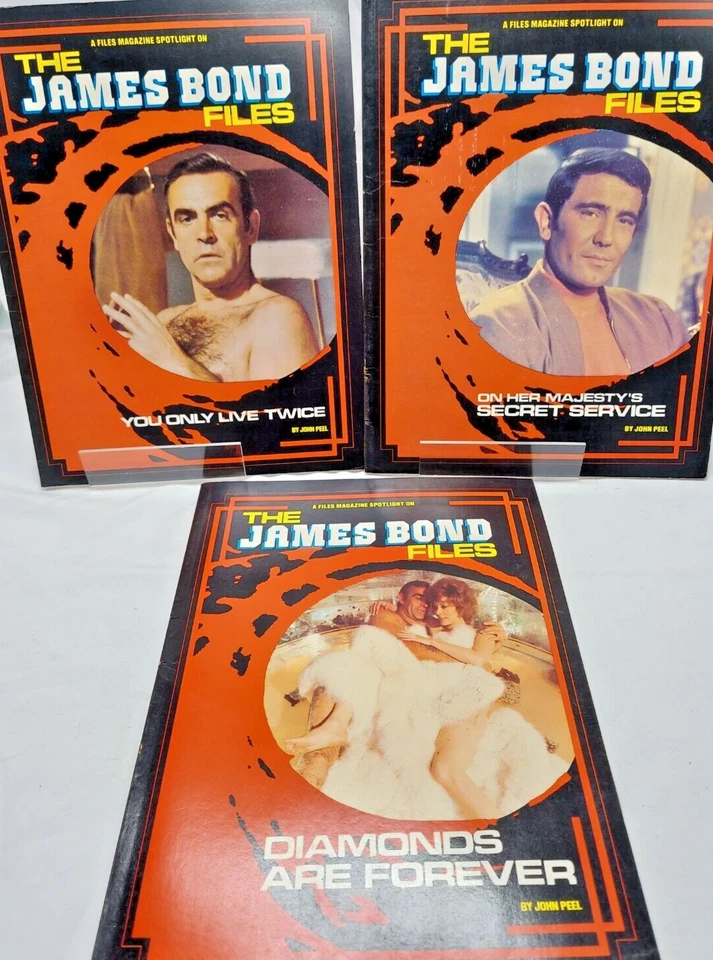 A FILES MAGAZINE SPOTLIGHT ON
THE
JAMES BOND
FILES
YOU ONLY LIVE TWICE
BY JOHN PEEL
A FILES MAGAZINE SPOTLIGHT ON
THE
JAMES BOND
FILES
ON HER MAJESTY'S
SECRET SERVICE
BY JOHN PEEL
A FILES MAGAZINE SPOTLIGHT ON
THE
JAMES BOND
FILES
DIAMONDS
ARE FOREVER
BY JOHN PEEL